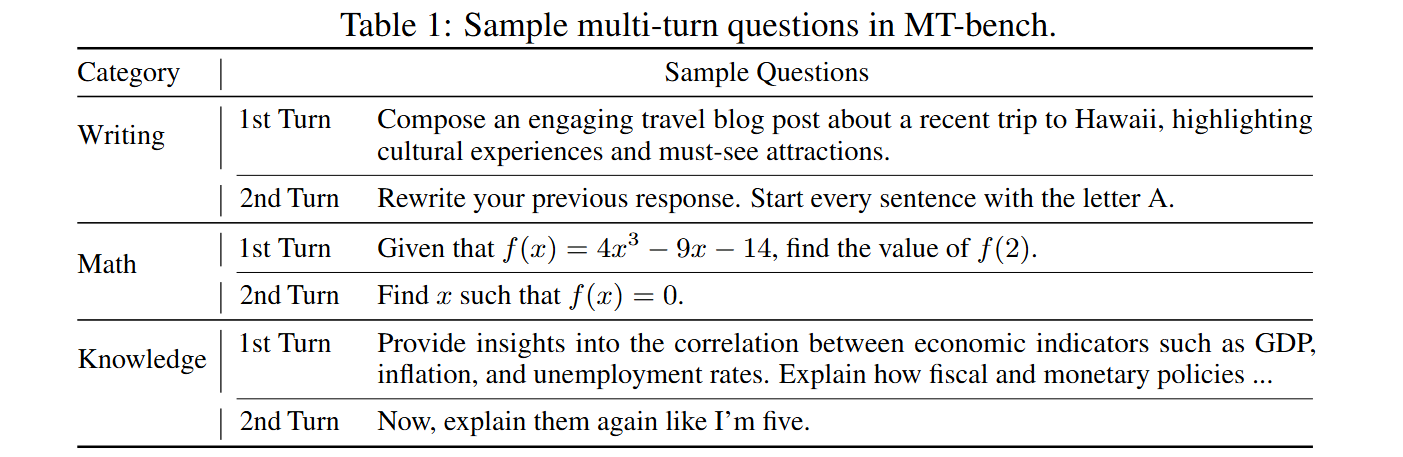 Table 1: Sample multi-turn questions in MT-bench.
Category Sample Questions
Writing 1st Turn Compose an engaging travel blog post about a recent trip to Hawaii, highlighting
cultural experiences and must-see attractions.
2nd Turn Rewrite your previous response. Start every sentence with the letter A.
Math 1st Turn Given that f(x) = 4x³ − 9x − 14, find the value of f(2).
2nd Turn Find x such that f(x) = 0.
Knowledge 1st Turn Provide insights into the correlation between economic indicators such as GDP,
inflation, and unemployment rates. Explain how fiscal and monetary policies ...
2nd Turn Now, explain them again like I'm five.